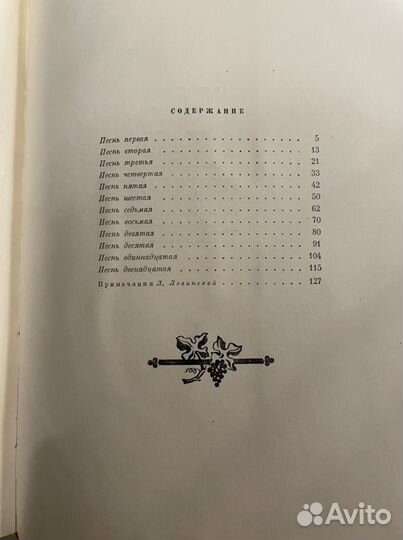 СОДЕРЖАНИЕ
Песнь первая . . . . . . . . . . . . . . . . . 5
Песнь вторая . . . . . . . . . . . . . . . . . 13
Песнь третья . . . . . . . . . . . . . . . . . 21
Песнь четвертая . . . . . . . . . . . . . . . . 33
Песнь пятая . . . . . . . . . . . . . . . . . 42
Песнь шестая . . . . . . . . . . . . . . . . . 50
Песнь седьмая . . . . . . . . . . . . . . . . . 62
Песнь восьмая . . . . . . . . . . . . . . . . . 70
Песнь девятая . . . . . . . . . . . . . . . . . 80
Песнь десятая . . . . . . . . . . . . . . . . . 91
Песнь одиннадцатая . . . . . . . . . . . . . . 104
Песнь двенадцатая . . . . . . . . . . . . . . . 115
Примечания Л. Лозинской . . . . . . . . . . . . 127
Avito